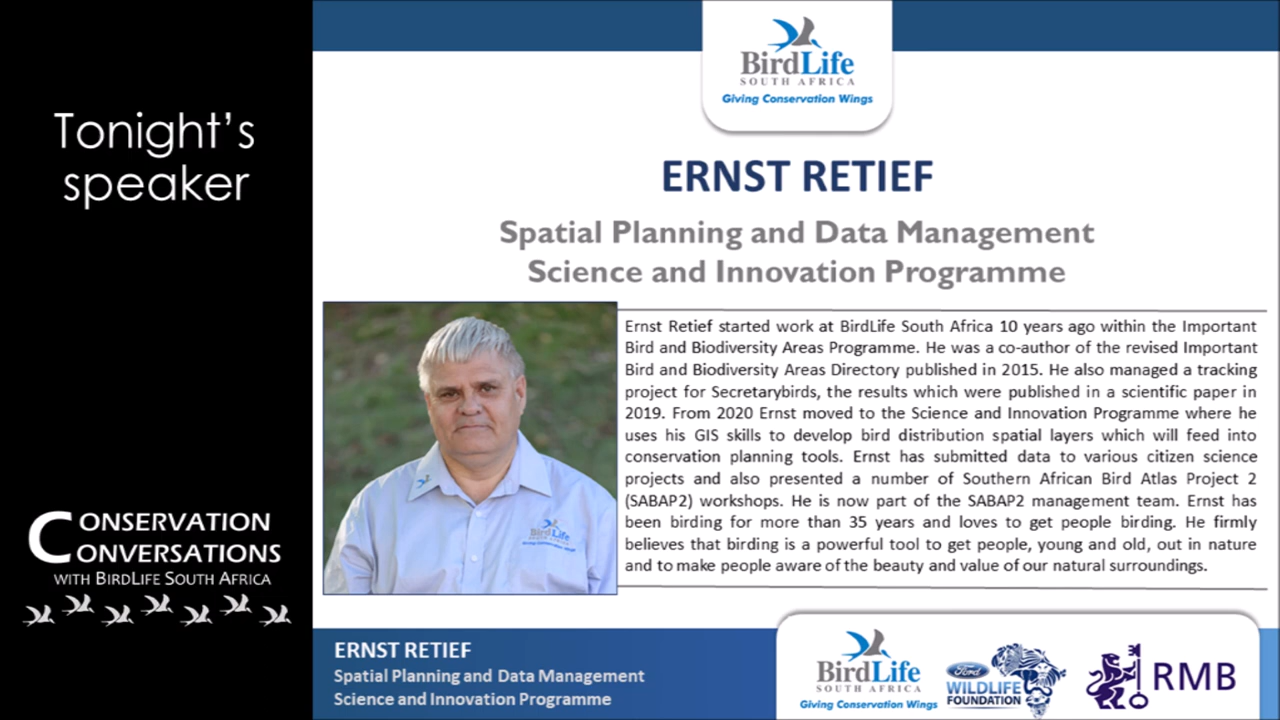 Tonight's
speaker
CONSERVATION
CONVERSATIONS
WITH BIRDLIFE SOUTH AFRICA
BirdLife
SOUTH AFRICA
Giving Conservation Wings
ERNST RETIEF
Spatial Planning and Data Management
Science and Innovation Programme
Ernst Retief started work at BirdLife South Africa 10 years ago within the Important
Bird and Biodiversity Areas Programme. He was a co-author of the revised Important
Bird and Biodiversity Areas Directory published in 2015. He also managed a tracking
project for Secretarybirds, the results which were published in a scientific paper in
2019. From 2020 Ernst moved to the Science and Innovation Programme where he
uses his GIS skills to develop bird distribution spatial layers which will feed into
conservation planning tools. Ernst has submitted data to various citizen science
projects and also presented a number of Southern African Bird Atlas Project 2
(SABAP2) workshops. He is now part of the SABAP2 management team. Ernst has
been birding for more than 35 years and loves to get people birding. He firmly
believes that birding is a powerful tool to get people, young and old, out in nature
and to make people aware of the beauty and value of our natural surroundings.
BirdLife
SOUTH AFRICA
Giving Conservation Wings
ERNST RETIEF
Spatial Planning and Data Management
Science and Innovation Programme
BirdLife
SOUTH AFRICA
Giving Conservation Wings
Ford
WILDLIFE
FOUNDATION
RMB